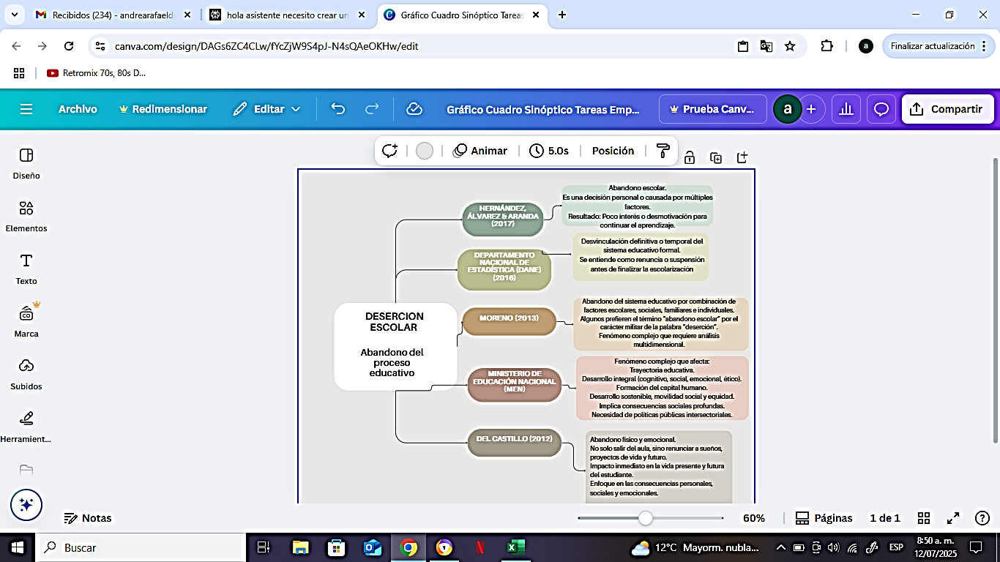 Recibidos (234) - andrearafaeld
hola asistente necesito crear un
Gráfico Cuadro Sinóptico Tareas
canva.com/design/DAGs6ZC4CLw/fYcZjW9S4pJ-N4sQAeOKHw/edit
a
Finalizar actualización
Retromix 70s, 80s D...
Archivo
Redimensionar
Editar
Gráfico Cuadro Sinóptico Tareas Emp...
Prueba Canv...
a
Compartir
Animar
5.0s
Posición
Diseño
Elementos
Texto
Marca
Subidos
Herramient...
DESERCION
ESCOLAR
Abandono del
proceso
educativo
HERNÁNDEZ,
ÁLVAREZ & ARANDA
(2017)
Abandono escolar.
Es una decisión personal o causada por múltiples
factores.
Resultado: Poco interés o desmotivación para
continuar el aprendizaje.
DEPARTAMENTO
NACIONAL DE
ESTADÍSTICA (DANE)
(2016)
Desvinculación definitiva o temporal del
sistema educativo formal.
Se entiende como renuncia o suspensión
antes de finalizar la escolarización
MORENO (2013)
Abandono del sistema educativo por combinación de
factores escolares, sociales, familiares e individuales.
Algunos prefieren el término “abandono escolar” por el
carácter militar de la palabra “deserción”.
Fenómeno complejo que requiere análisis
multidimensional.
MINISTERIO DE
EDUCACIÓN NACIONAL
(MEN)
Fenómeno complejo que afecta:
Trayectoria educativa.
Desarrollo integral (cognitivo, social, emocional, ético).
Formación del capital humano.
Desarrollo sostenible, movilidad social y equidad.
Implica consecuencias sociales profundas.
Necesidad de políticas públicas intersectoriales.
DEL CASTILLO (2012)
Abandono físico y emocional.
No solo salir del aula, sino renunciar a sueños,
proyectos de vida y futuro.
Impacto inmediato en la vida presente y futura
del estudiante.
Enfoque en las consecuencias personales,
sociales y emocionales.
Notas
60%
Páginas
1 de 1
Buscar
12°C Mayorm. nubla...
ESP
8:50 a. m.
12/07/2025